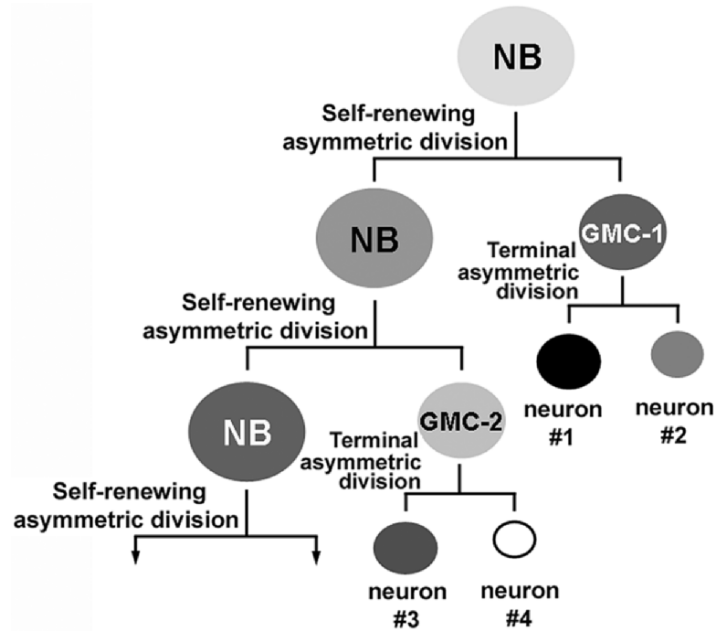 NB
Self-renewing
asymmetric division
NB
GMC-1
Terminal
asymmetric
division
Self-renewing
asymmetric division
neuron
#1
neuron
#2
NB
GMC-2
Terminal
asymmetric
division
Self-renewing
asymmetric division
neuron
#3
neuron
#4